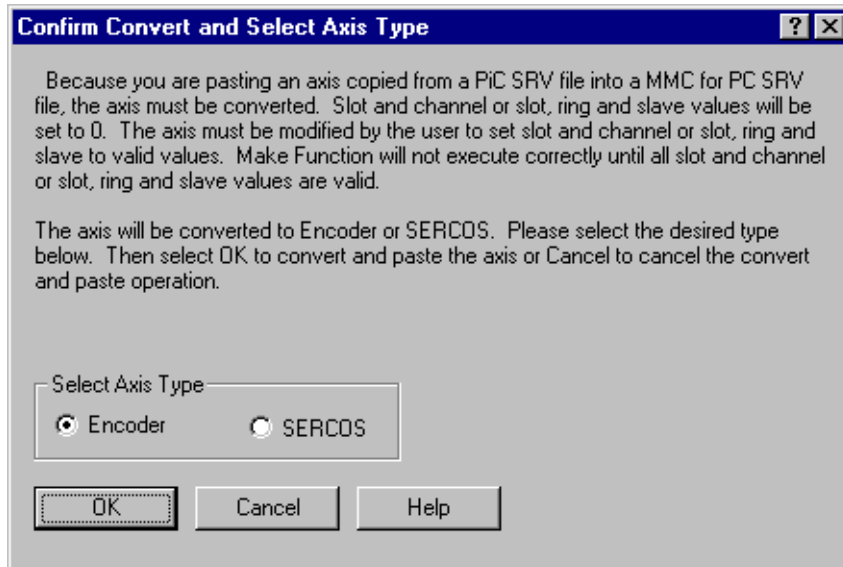 Confirm Convert and Select Axis Type
Because you are pasting an axis copied from a PiC SRV file into a MMC for PC SRV
file, the axis must be converted. Slot and channel or slot, ring and slave values will be
set to 0. The axis must be modified by the user to set slot and channel or slot, ring and
slave to valid values. Make Function will not execute correctly until all slot and channel
or slot, ring and slave values are valid.
The axis will be converted to Encoder or SERCOS. Please select the desired type
below. Then select OK to convert and paste the axis or Cancel to cancel the convert
and paste operation.
Select Axis Type
Encoder SERCOS
OK Cancel Help